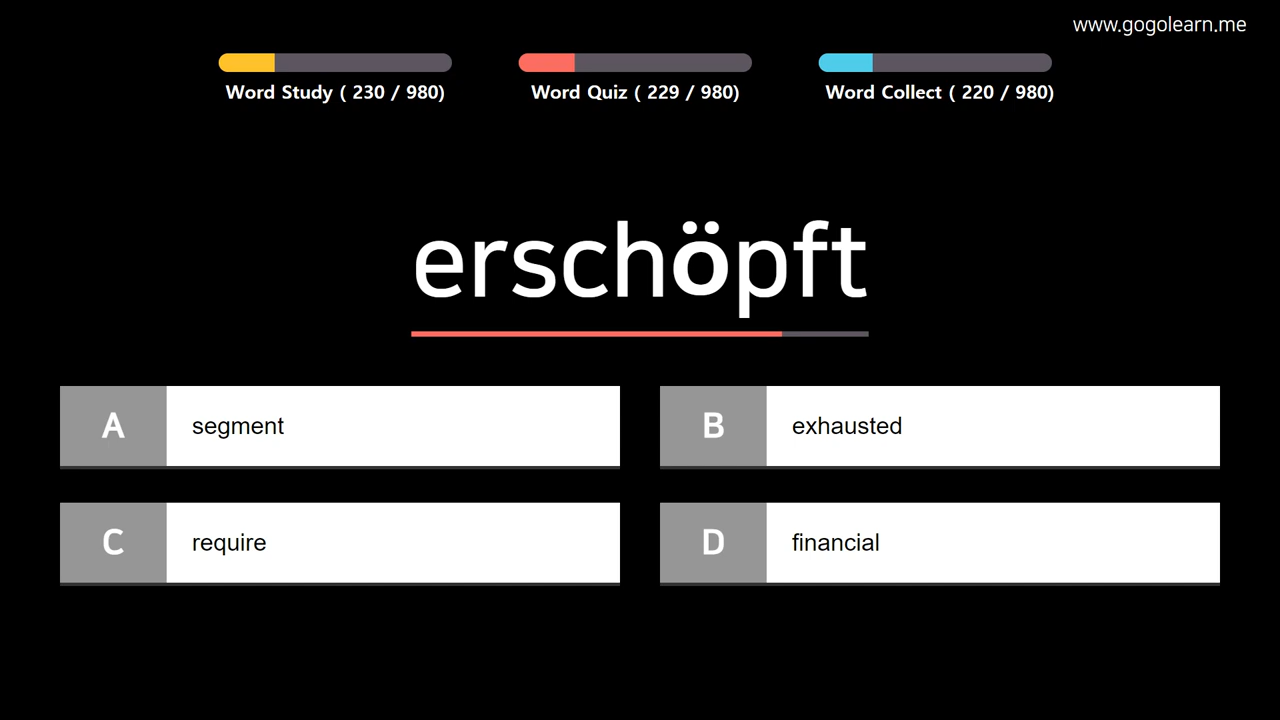 www.gogolearn.me
Word Study ( 230 / 980)
Word Quiz ( 229 / 980)
Word Collect ( 220 / 980)
erschöpft
A segment
B exhausted
C require
D financial